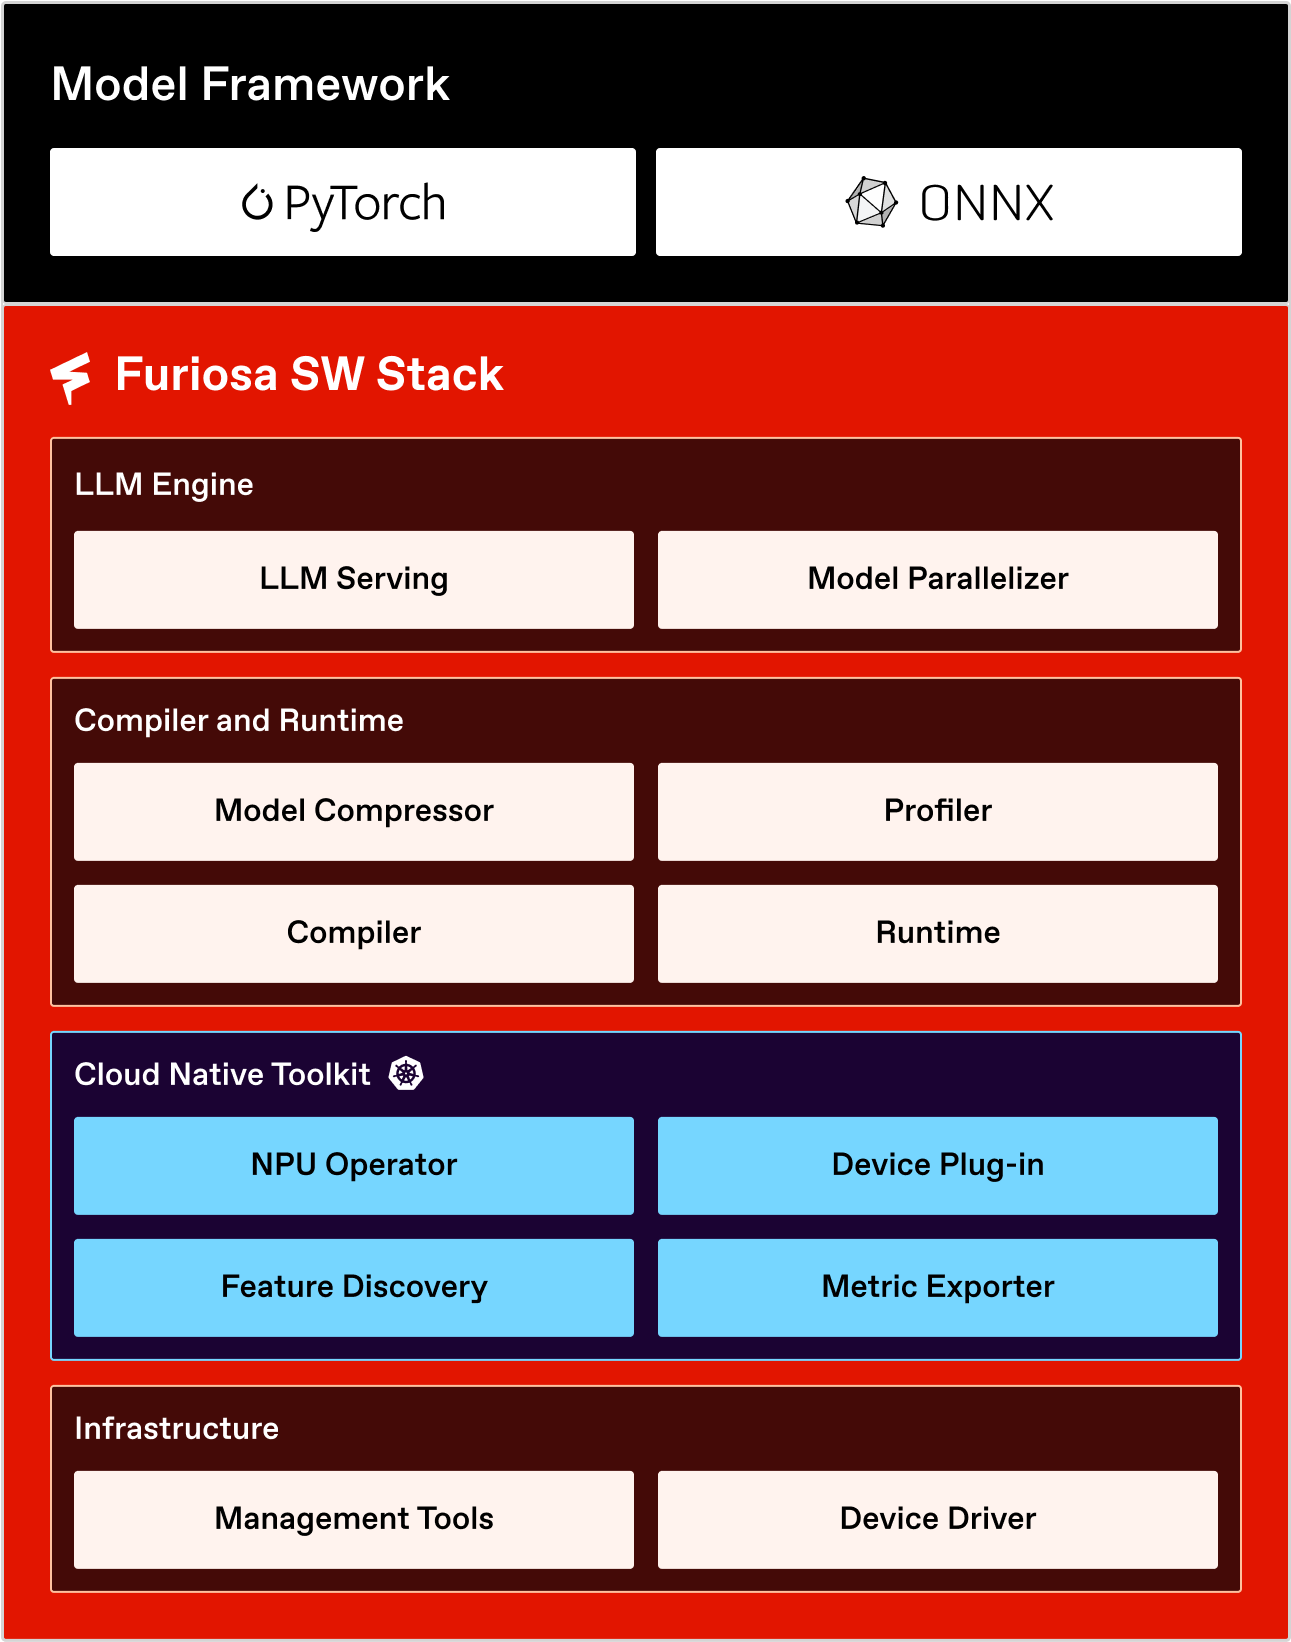 Model Framework
PyTorch
ONNX
Furiosa SW Stack
LLM Engine
LLM Serving
Model Parallelizer
Compiler and Runtime
Model Compressor
Profiler
Compiler
Runtime
Cloud Native Toolkit
NPU Operator
Device Plug-in
Feature Discovery
Metric Exporter
Infrastructure
Management Tools
Device Driver